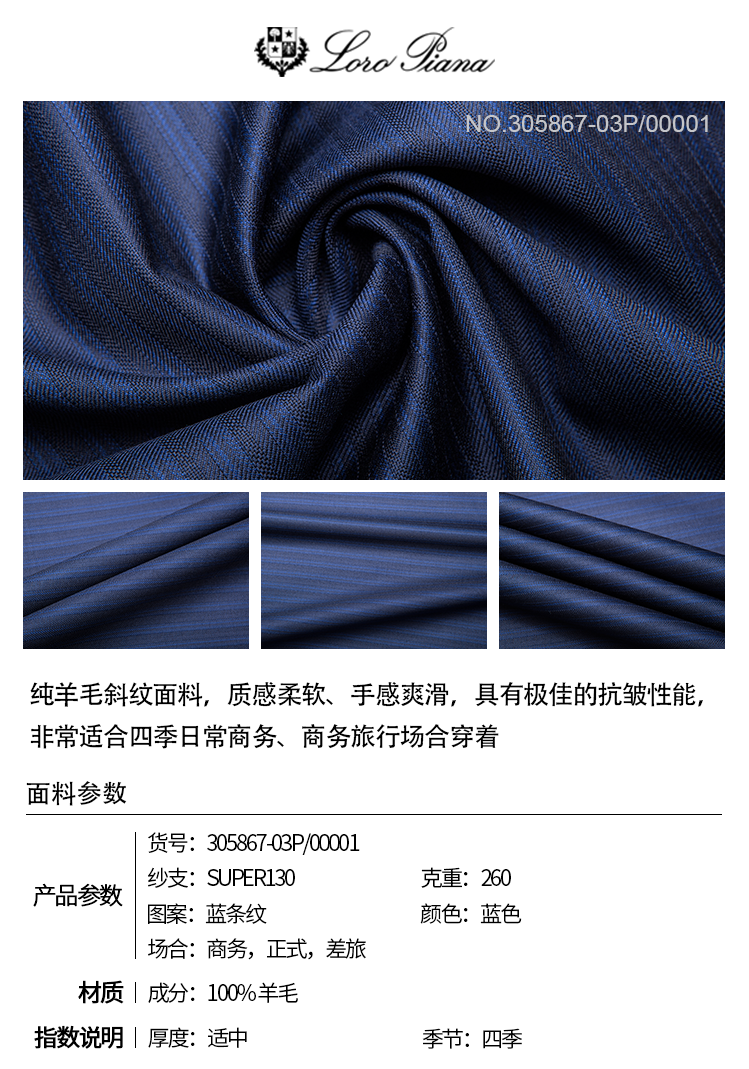 Loro Piana
NO.305867-03P/00001
纯羊毛斜纹面料，质感柔软、手感爽滑，具有极佳的抗皱性能，
非常适合四季日常商务、商务旅行场合穿着
面料参数
产品参数
货号：305867-03P/00001
纱支：SUPER130 克重：260
图案：蓝条纹 颜色：蓝色
场合：商务，正式，差旅
材质 成分：100%羊毛
指数说明 厚度：适中 季节：四季